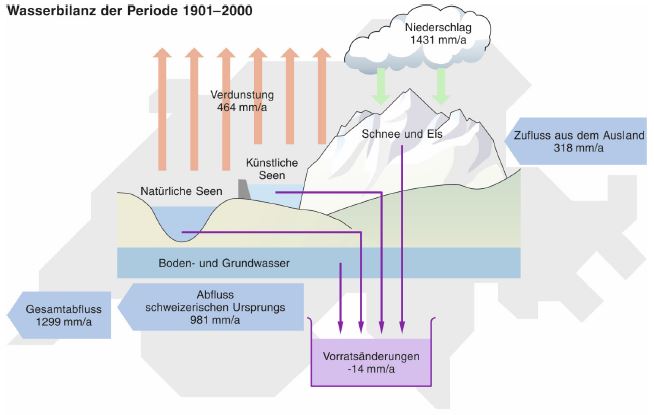 Wasserbilanz der Periode 1901–2000
Niederschlag
1431 mm/a
Verdunstung
464 mm/a
Schnee und Eis
Zufluss aus dem Ausland
318 mm/a
Künstliche
Seen
Natürliche Seen
Boden- und Grundwasser
Gesamtabfluss
1299 mm/a
Abfluss
schweizerischen Ursprungs
981 mm/a
Vorratsänderungen
-14 mm/a